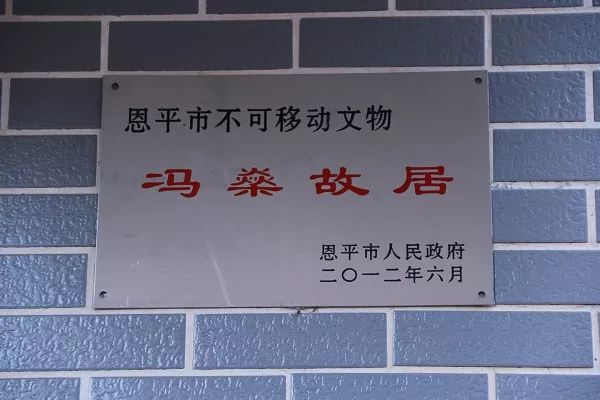 恩平市不可移动文物
冯燊故居
恩平市人民政府
二〇一二年六月